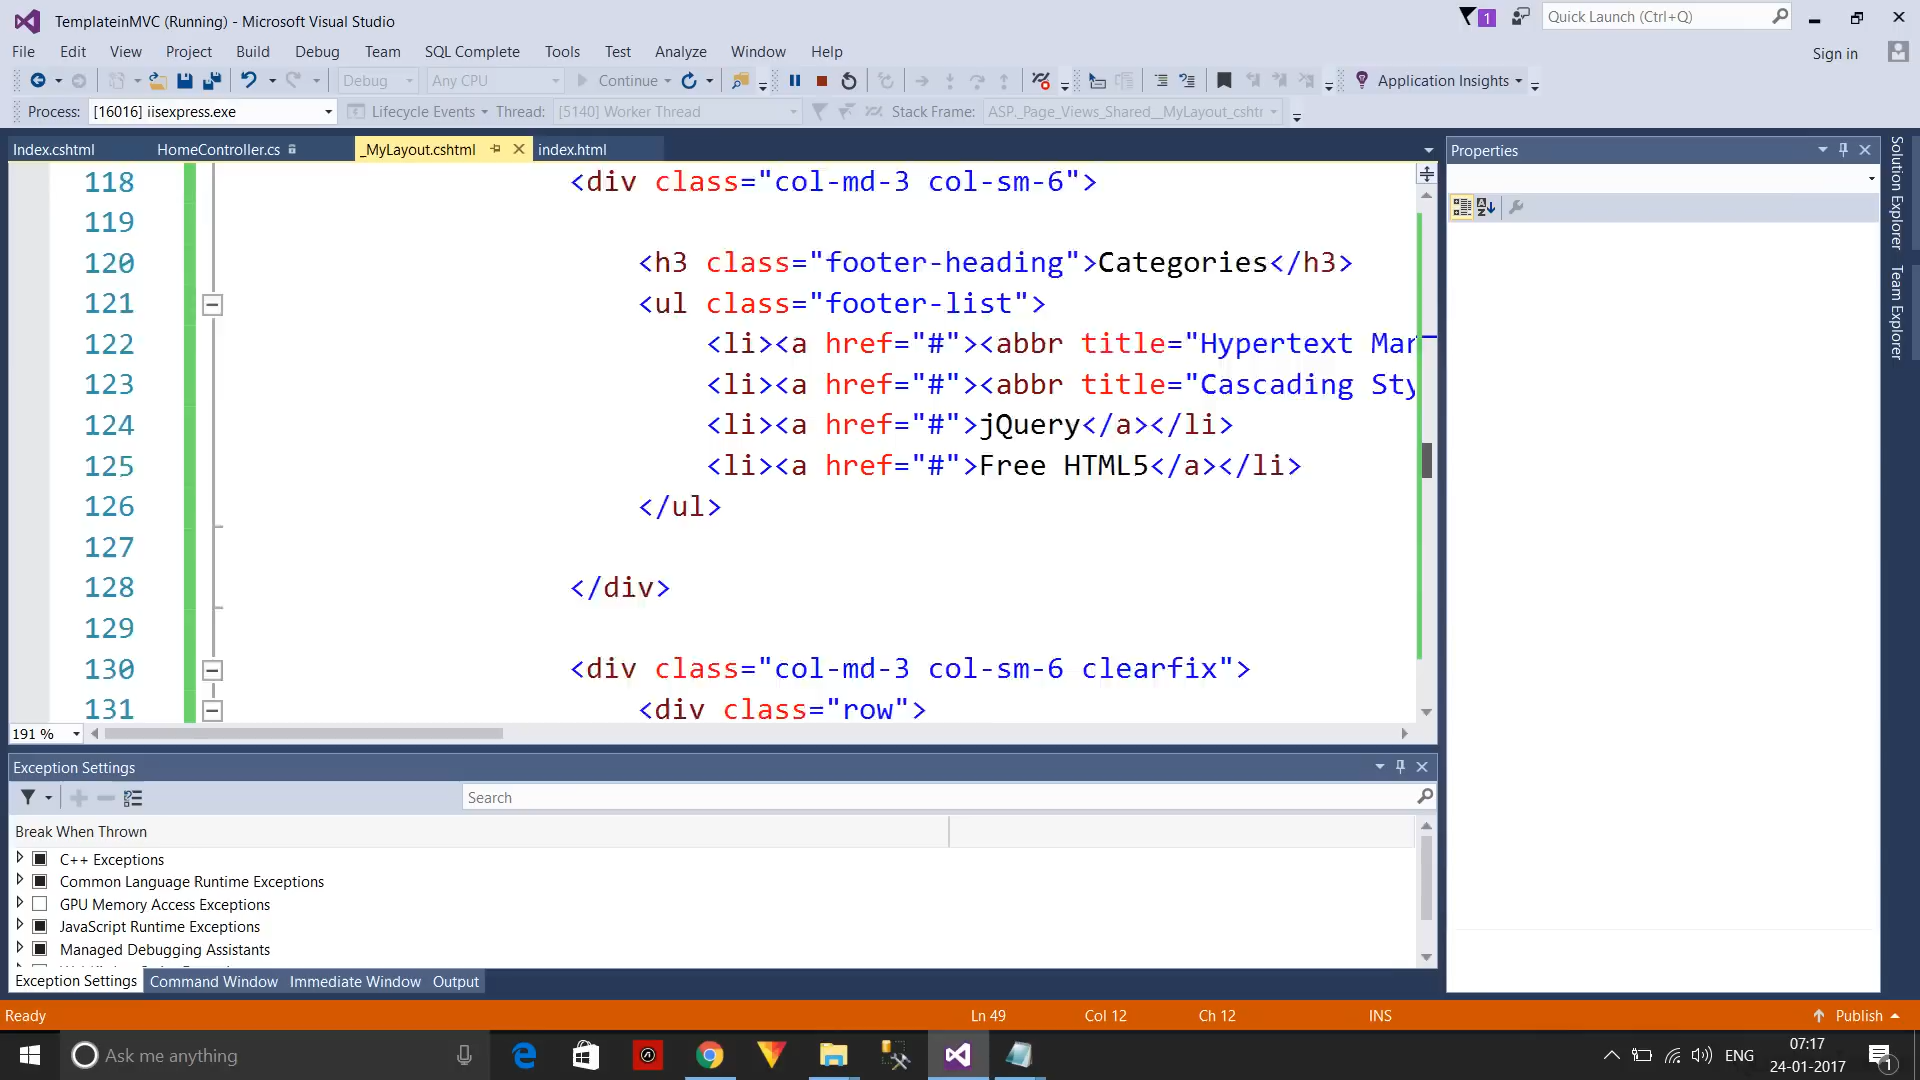 TemplateinMVC (Running) - Microsoft Visual Studio
1
Quick Launch (Ctrl+Q)
File Edit View Project Build Debug Team SQL Complete Tools Test Analyze Window Help
Sign in
Debug Any CPU Continue Application Insights
Process: [16016] iisexpress.exe Lifecycle Events Thread: [5140] Worker Thread Stack Frame: ASP._Page_Views_Shared__MyLayout_cshtr
Index.cshtml HomeController.cs _MyLayout.cshtml index.html
118 <div class="col-md-3 col-sm-6">
119
120 <h3 class="footer-heading">Categories</h3>
121 <ul class="footer-list">
122 <li><a href="#"><abbr title="Hypertext Mar
123 <li><a href="#"><abbr title="Cascading Sty
124 <li><a href="#">jQuery</a></li>
125 <li><a href="#">Free HTML5</a></li>
126 </ul>
127
128 </div>
129
130 <div class="col-md-3 col-sm-6 clearfix">
131 <div class="row">
191 %
Properties
Solution Explorer
Team Explorer
Exception Settings
Search
Break When Thrown
C++ Exceptions
Common Language Runtime Exceptions
GPU Memory Access Exceptions
JavaScript Runtime Exceptions
Managed Debugging Assistants
Exception Settings Command Window Immediate Window Output
Ready Ln 49 Col 12 Ch 12 INS Publish
Ask me anything
ENG
07:17
24-01-2017
1